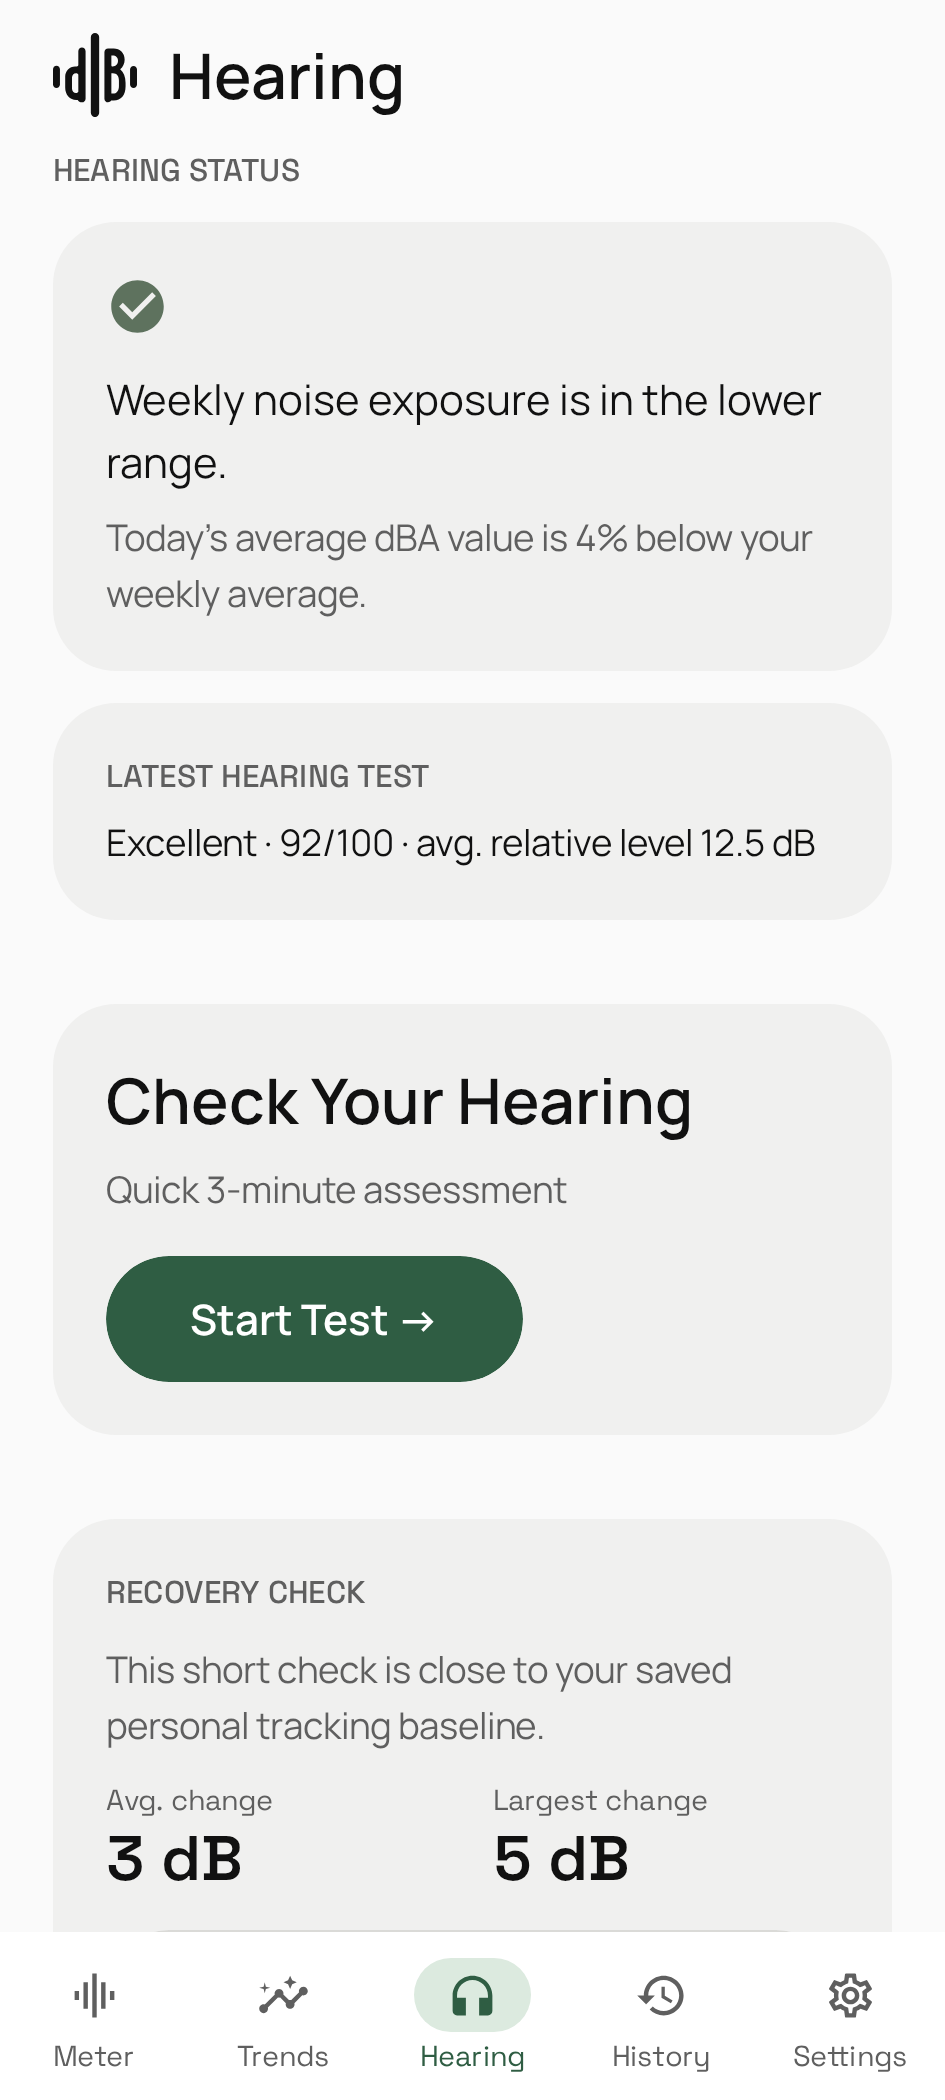 dB Hearing
HEARING STATUS
Weekly noise exposure is in the lower
range.
Today's average dBA value is 4% below your
weekly average.
LATEST HEARING TEST
Excellent · 92/100 · avg. relative level 12.5 dB
Check Your Hearing
Quick 3-minute assessment
Start Test →
RECOVERY CHECK
This short check is close to your saved
personal tracking baseline.
Avg. change Largest change
3 dB 5 dB
Meter Trends Hearing History Settings